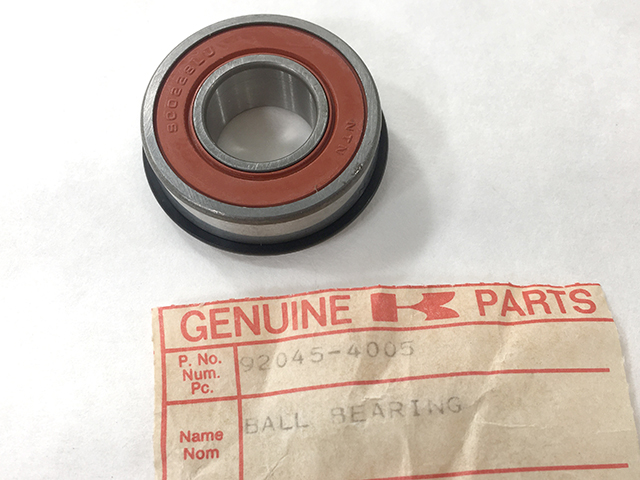 NTN
GENUINE K PARTS
P. No.
Num.
Pc.
92045-4005
Name
Nom
BALL BEARING